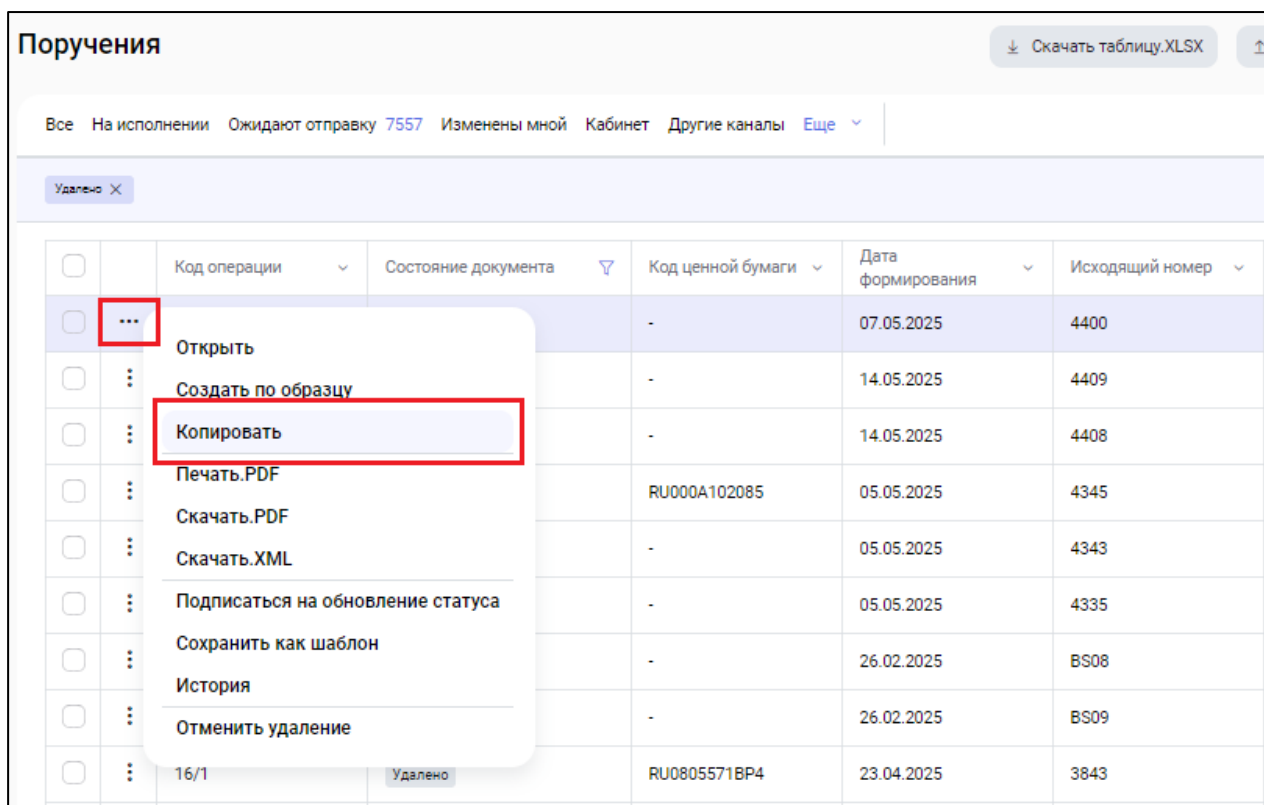 Поручения
Скачать таблицу.XLSX
Все На исполнении Ожидают отправку 7557 Изменены мной Кабинет Другие каналы Еще
Удалено
Код операции Состояние документа Код ценной бумаги Дата формирования Исходящий номер
- 07.05.2025 4400
Открыть
- 14.05.2025 4409
Создать по образцу
Копировать
- 14.05.2025 4408
Печать.PDF
RU000A102085 05.05.2025 4345
Скачать.PDF
Скачать.XML
- 05.05.2025 4343
Подписаться на обновление статуса
- 05.05.2025 4335
Сохранить как шаблон
- 26.02.2025 BS08
История
- 26.02.2025 BS09
Отменить удаление
16/1 Удалено RU0805571BP4 23.04.2025 3843